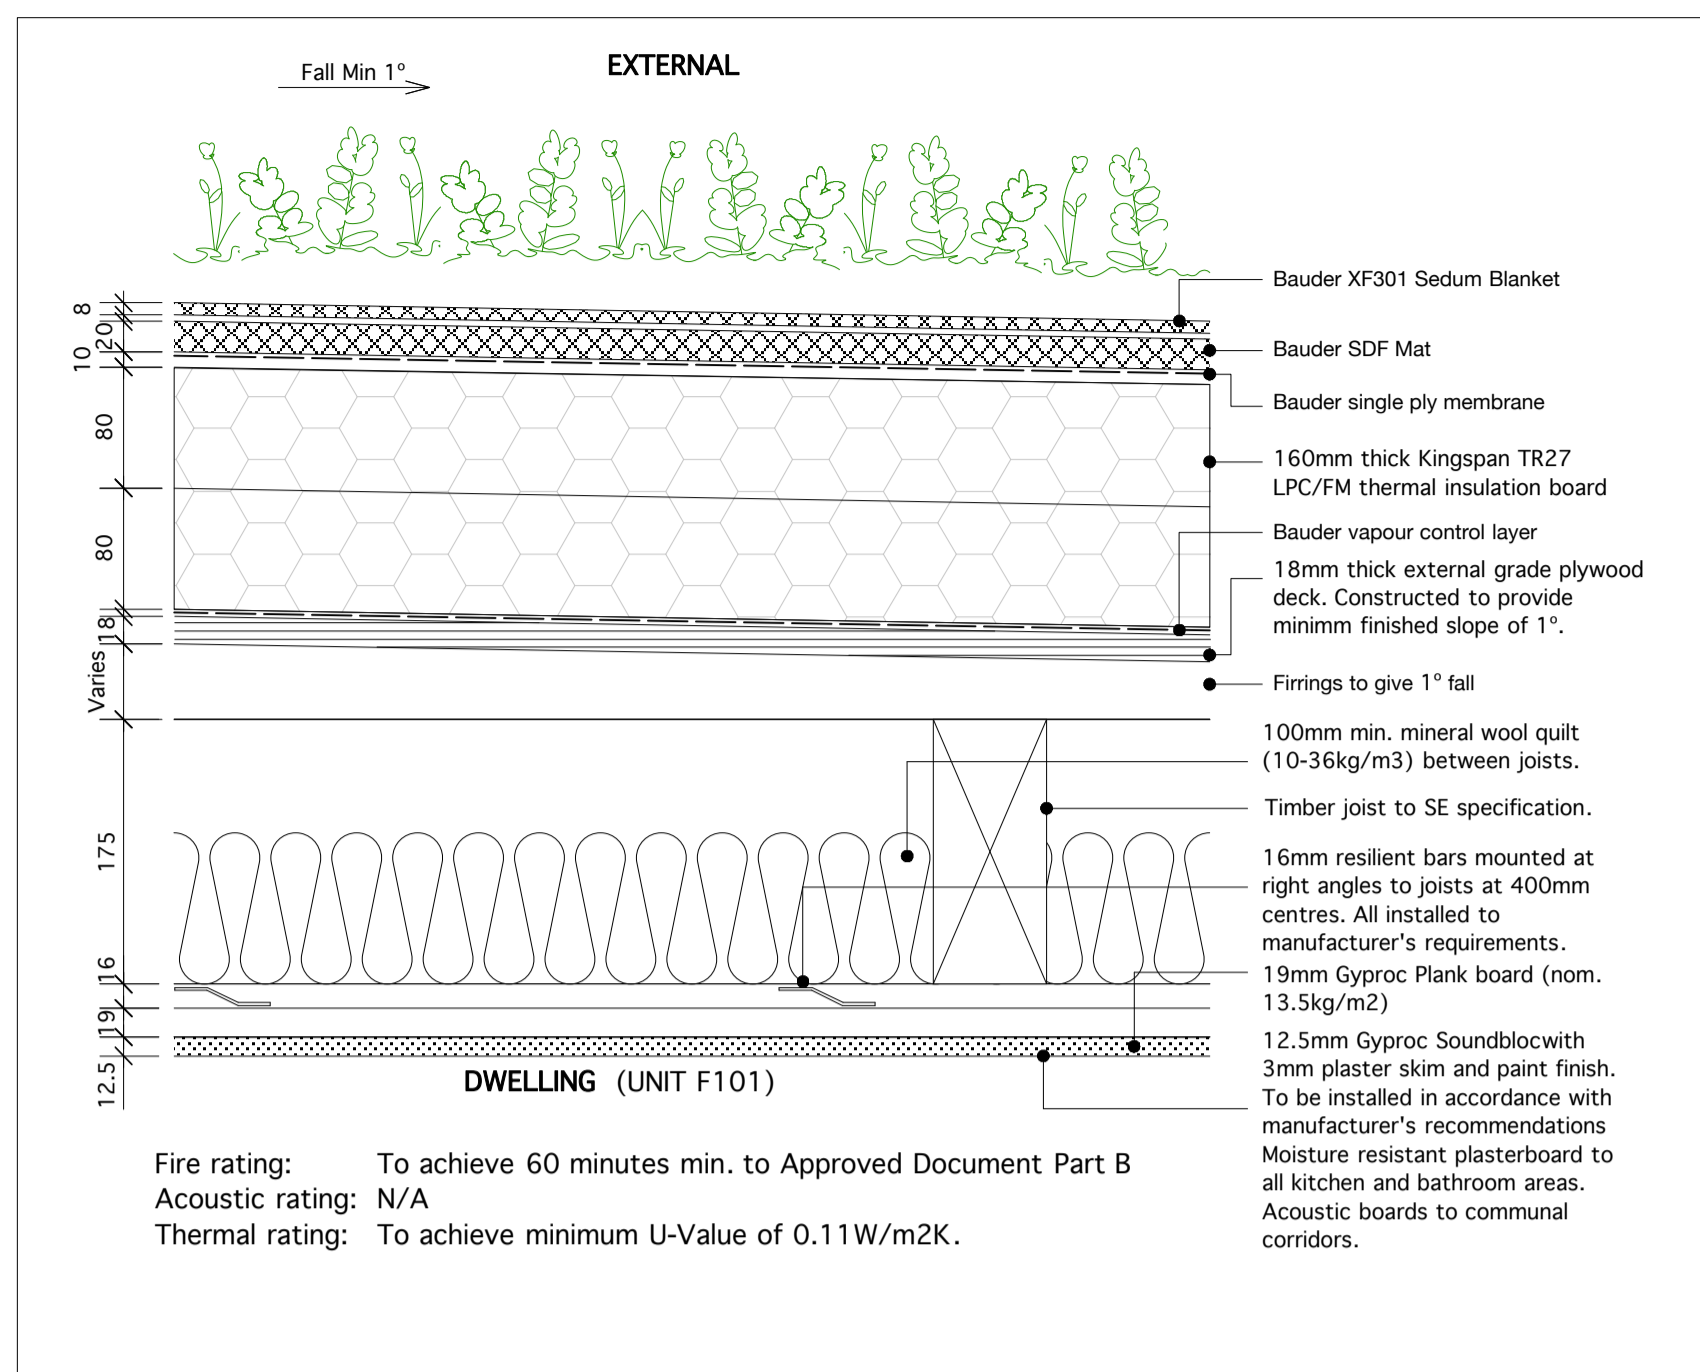 Fall Min 1º
EXTERNAL
Bauder XF301 Sedum Blanket
Bauder SDF Mat
Bauder single ply membrane
160mm thick Kingspan TR27
LPC/FM thermal insulation board
Bauder vapour control layer
18mm thick external grade plywood
deck. Constructed to provide
minimm finished slope of 1º.
Firrings to give 1º fall
100mm min. mineral wool quilt
(10-36kg/m3) between joists.
Timber joist to SE specification.
16mm resilient bars mounted at
right angles to joists at 400mm
centres. All installed to
manufacturer's requirements.
19mm Gyproc Plank board (nom.
13.5kg/m2)
12.5mm Gyproc Soundblocwith
3mm plaster skim and paint finish.
To be installed in accordance with
manufacturer's recommendations
Moisture resistant plasterboard to
all kitchen and bathroom areas.
Acoustic boards to communal
corridors.
8
20
10
80
80
18
Varies
175
16
19
12.5
DWELLING (UNIT F101)
Fire rating: To achieve 60 minutes min. to Approved Document Part B
Acoustic rating: N/A
Thermal rating: To achieve minimum U-Value of 0.11W/m2K.